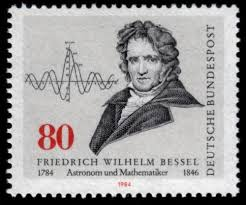 DEUTSCHE BUNDESPOST
80
FRIEDRICH WILHELM BESSEL
1784 Astronom und Mathematiker 1846
1984